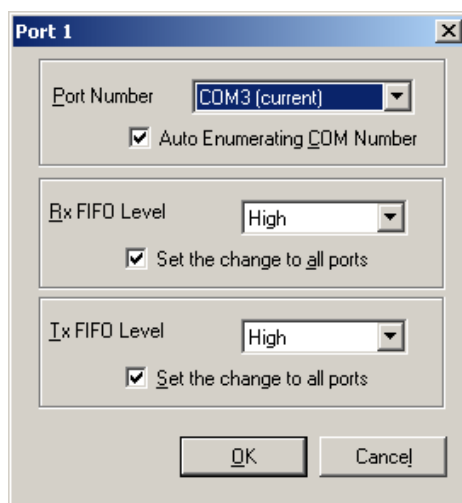 Port 1
Port Number COM3 (current)
Auto Enumerating COM Number
Rx FIFO Level High
Set the change to all ports
Tx FIFO Level High
Set the change to all ports
OK Cancel